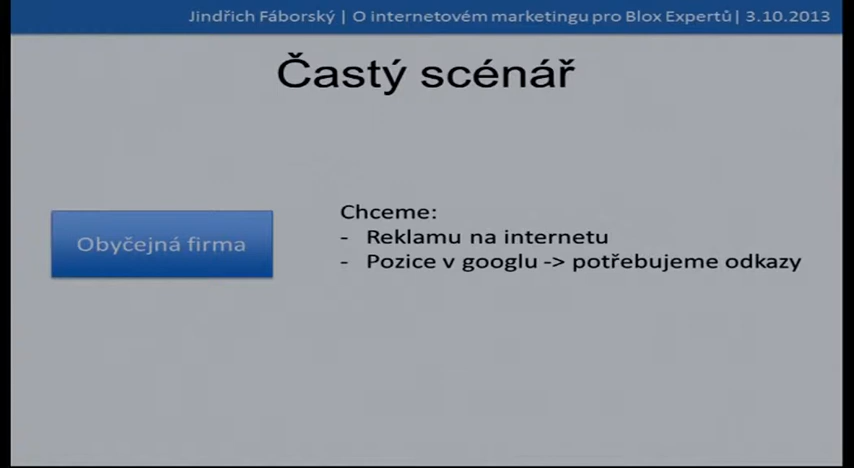 Jindřich Fáborský | O internetovém marketingu pro Blox Expertů| 3.10.2013
Častý scénář
Obyčejná firma
Chceme:
- Reklamu na internetu
- Pozice v googlu -> potřebujeme odkazy